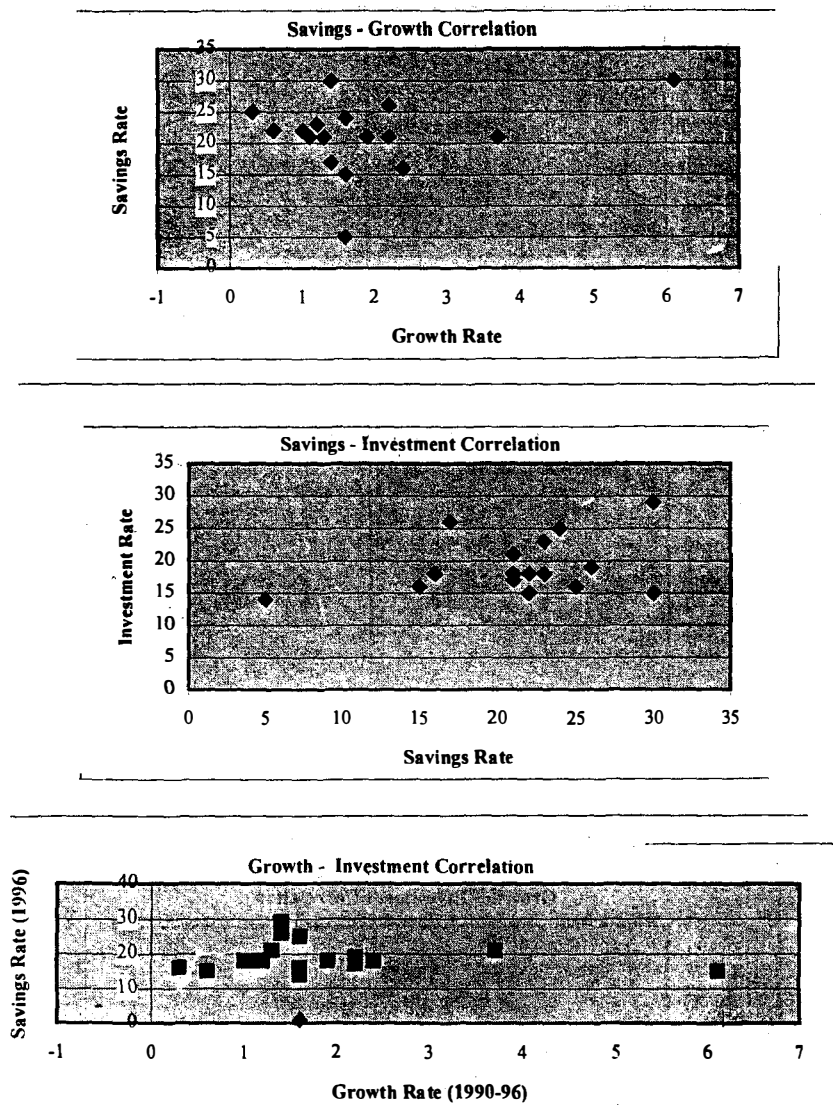 Savings - Growth Correlation
35
30
25
20
15
10
5
0
Savings Rate
-1 0 1 2 3 4 5 6 7
Growth Rate
Savings - Investment Correlation
35
30
25
20
15
10
5
0
Investment Rate
0 5 10 15 20 25 30 35
Savings Rate
Growth - Investment Correlation
40
30
20
10
0
Savings Rate (1996)
-1 0 1 2 3 4 5 6 7
Growth Rate (1990-96)